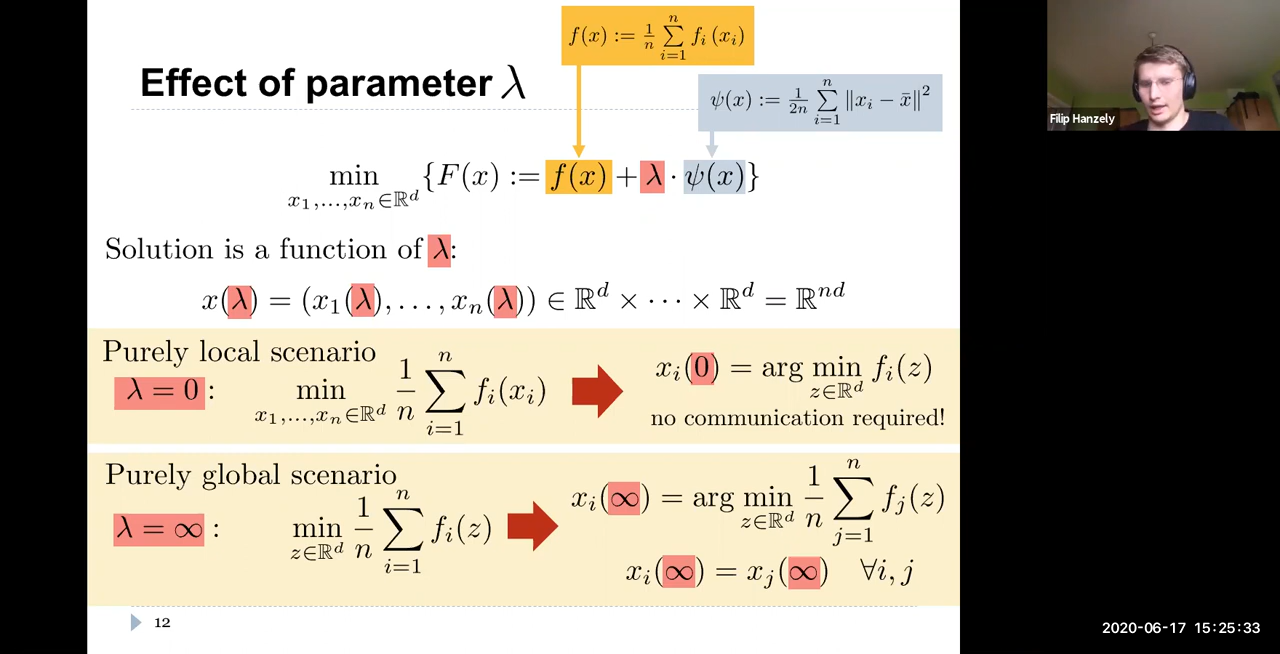 f(x) := 1/n ∑_{i=1}^{n} f_i(x_i)
Effect of parameter λ
ψ(x) := 1/2n ∑_{i=1}^{n} ‖x_i − x̄‖²
Filip Hanzely
min_{x_1,...,x_n∈ℝ^d} {F(x) := f(x) + λ · ψ(x)}
Solution is a function of λ:
x(λ) = (x_1(λ), . . . , x_n(λ)) ∈ ℝ^d × · · · × ℝ^d = ℝ^{nd}
Purely local scenario
λ = 0 : min_{x_1,...,x_n∈ℝ^d} 1/n ∑_{i=1}^{n} f_i(x_i)
x_i(0) = arg min_{z∈ℝ^d} f_i(z)
no communication required!
Purely global scenario
λ = ∞ : min_{z∈ℝ^d} 1/n ∑_{i=1}^{n} f_i(z)
x_i(∞) = arg min_{z∈ℝ^d} 1/n ∑_{j=1}^{n} f_j(z)
x_i(∞) = x_j(∞) ∀i, j
12
2020-06-17 15:25:33